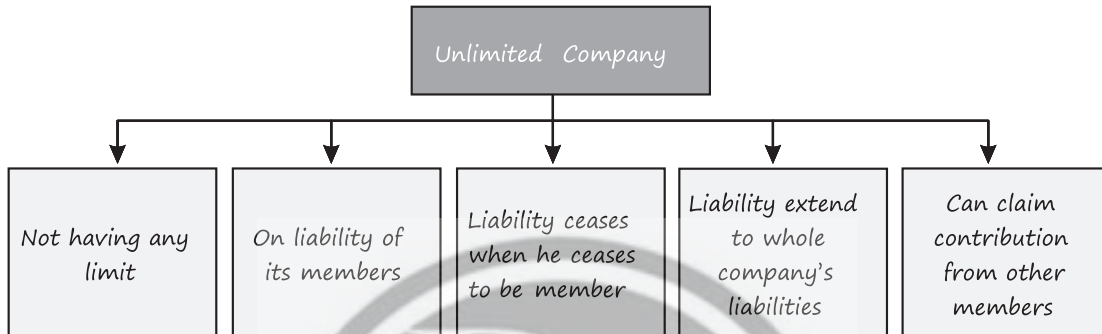 Unlimited Company
Not having any
limit
On liability of
its members
Liability ceases
when he ceases
to be member
Liability extend
to whole
company's
liabilities
Can claim
contribution
from other
members